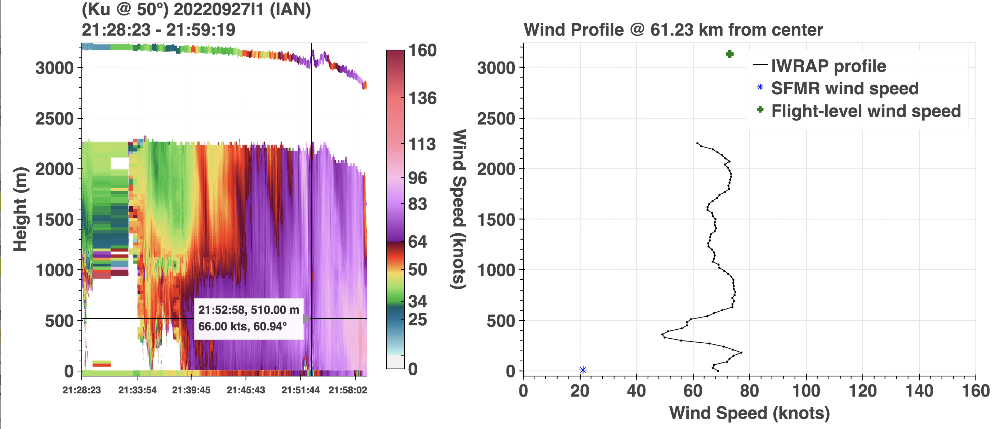 (Ku @ 50°) 20220927I1 (IAN)
21:28:23 - 21:59:19
Height (m)
3000
2500
2000
1500
1000
500
0
21:28:23 21:33:54 21:39:45 21:45:43 21:51:44 21:58:02
21:52:58, 510.00 m
66.00 kts, 60.94°
160
136
113
96
83
64
50
34
25
0
Wind Speed (knots)
Wind Profile @ 61.23 km from center
3000
2500
2000
1500
1000
500
0
IWRAP profile
SFMR wind speed
Flight-level wind speed
0 20 40 60 80 100 120 140 160
Wind Speed (knots)